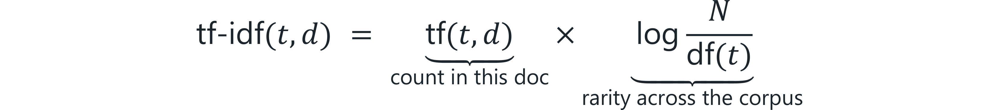 tf-idf(t, d) = tf(t, d) × log N / df(t)
count in this doc
rarity across the corpus